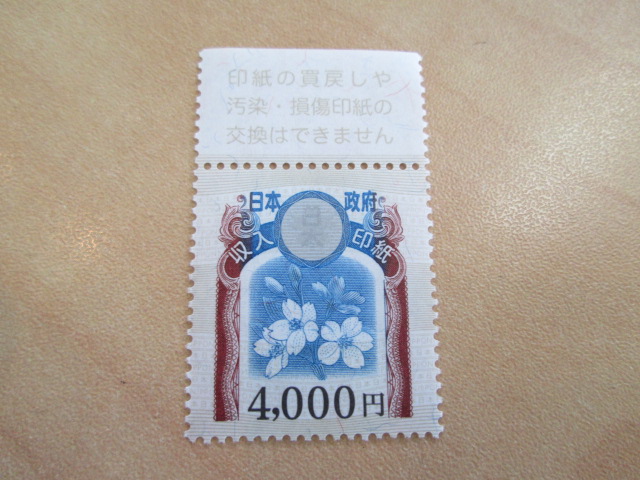 印紙の買戻しや
汚染・損傷印紙の
交換はできません
日本 政府
収入印紙
4,000円